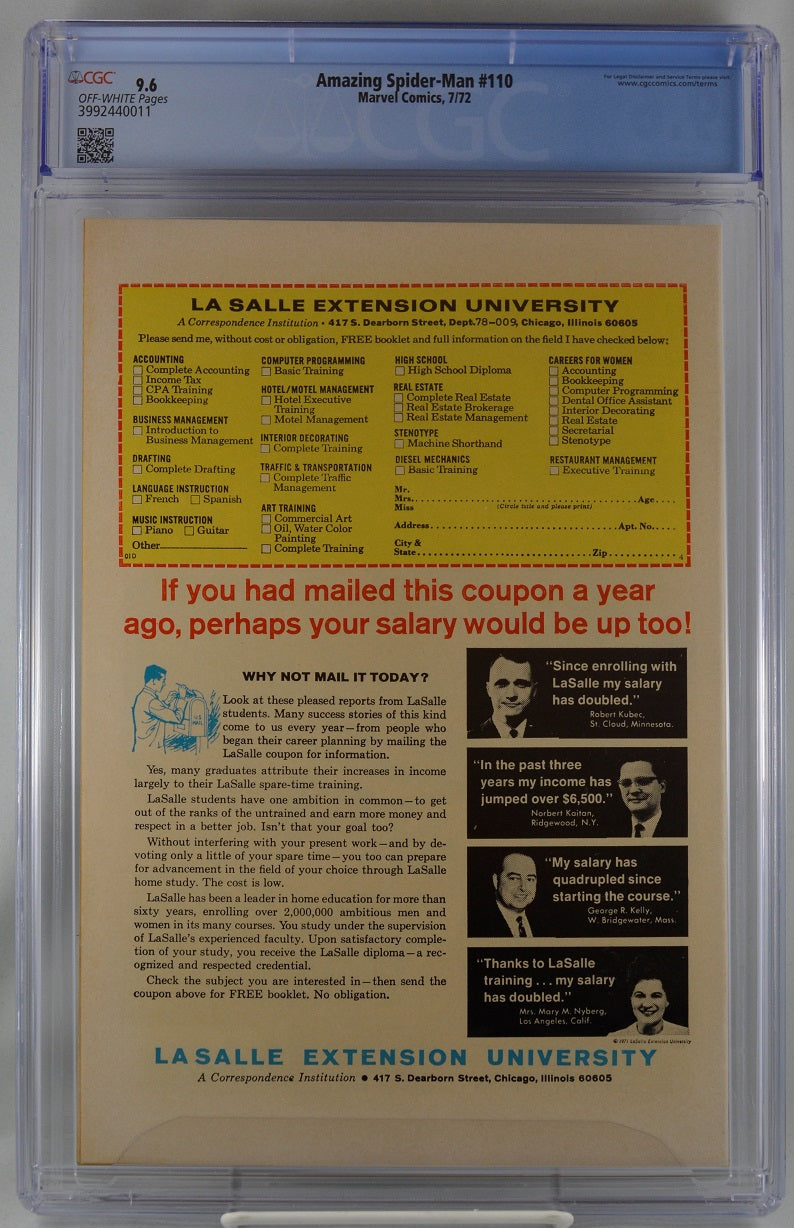 CGC 9.6
OFF-WHITE Pages
3992440011
Amazing Spider-Man #110
Marvel Comics, 7/72
For Legal Disclaimer and Service Terms please visit
www.cgccomics.com/terms
CGC
LA SALLE EXTENSION UNIVERSITY
A Correspondence Institution • 417 S. Dearborn Street, Dept. 78-009, Chicago, Illinois 60605
Please send me, without cost or obligation, FREE booklet and full information on the field I have checked below:
ACCOUNTING
Complete Accounting
Income Tax
CPA Training
Bookkeeping
BUSINESS MANAGEMENT
Introduction to
Business Management
DRAFTING
Complete Drafting
LANGUAGE INSTRUCTION
French Spanish
MUSIC INSTRUCTION
Piano Guitar
Other
01D
COMPUTER PROGRAMMING
Basic Training
HOTEL/MOTEL MANAGEMENT
Hotel Executive
Training
Motel Management
INTERIOR DECORATING
Complete Training
TRAFFIC & TRANSPORTATION
Complete Traffic
Management
ART TRAINING
Commercial Art
Oil, Water Color
Painting
Complete Training
HIGH SCHOOL
High School Diploma
REAL ESTATE
Complete Real Estate
Real Estate Brokerage
Real Estate Management
STENOTYPE
Machine Shorthand
DIESEL MECHANICS
Basic Training
CAREERS FOR WOMEN
Accounting
Bookkeeping
Computer Programming
Dental Office Assistant
Interior Decorating
Real Estate
Secretarial
Stenotype
RESTAURANT MANAGEMENT
Executive Training
Mr.
Mrs. Age
Miss (Circle title and please print)
Address Apt. No.
City &
State Zip 4
If you had mailed this coupon a year
ago, perhaps your salary would be up too!
WHY NOT MAIL IT TODAY?
U.S. MAIL
Look at these pleased reports from LaSalle
students. Many success stories of this kind
come to us every year—from people who
began their career planning by mailing the
LaSalle coupon for information.
Yes, many graduates attribute their increases in income
largely to their LaSalle spare-time training.
LaSalle students have one ambition in common—to get
out of the ranks of the untrained and earn more money and
respect in a better job. Isn't that your goal too?
Without interfering with your present work—and by de-
voting only a little of your spare time—you too can prepare
for advancement in the field of your choice through LaSalle
home study. The cost is low.
LaSalle has been a leader in home education for more than
sixty years, enrolling over 2,000,000 ambitious men and
women in its many courses. You study under the supervision
of LaSalle's experienced faculty. Upon satisfactory comple-
tion of your study, you receive the LaSalle diploma—a rec-
ognized and respected credential.
Check the subject you are interested in—then send the
coupon above for FREE booklet. No obligation.
"Since enrolling with
LaSalle my salary
has doubled."
Robert Kubec,
St. Cloud, Minnesota.
"In the past three
years my income has
jumped over $6,500."
Norbert Kaitan,
Ridgewood, N.Y.
"My salary has
quadrupled since
starting the course."
George R. Kelly,
W. Bridgewater, Mass.
"Thanks to LaSalle
training . . . my salary
has doubled."
Mrs. Mary M. Nyberg,
Los Angeles, Calif.
© 1971 LaSalle Extension University
LASALLE EXTENSION UNIVERSITY
A Correspondence Institution • 417 S. Dearborn Street, Chicago, Illinois 60605